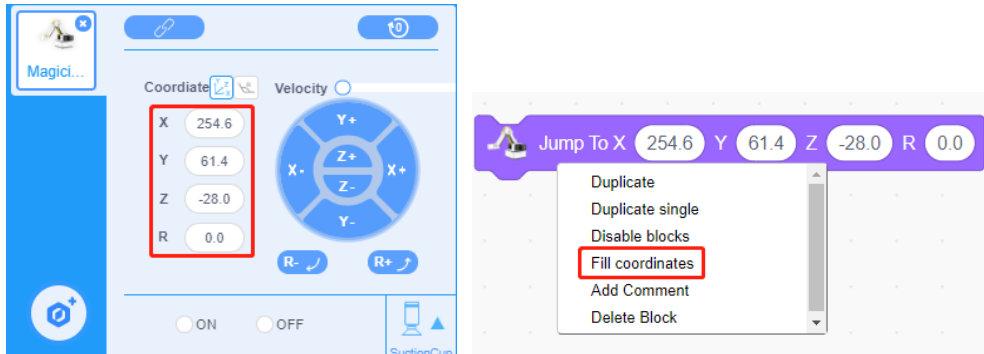 Magici...
Coordiate
Velocity
X 254.6
Y 61.4
Z -28.0
R 0.0
Y+
X-
Z+
X+
Z-
Y-
R-
R+
ON OFF
SuctionCup
Jump To X 254.6 Y 61.4 Z -28.0 R 0.0
Duplicate
Duplicate single
Disable blocks
Fill coordinates
Add Comment
Delete Block